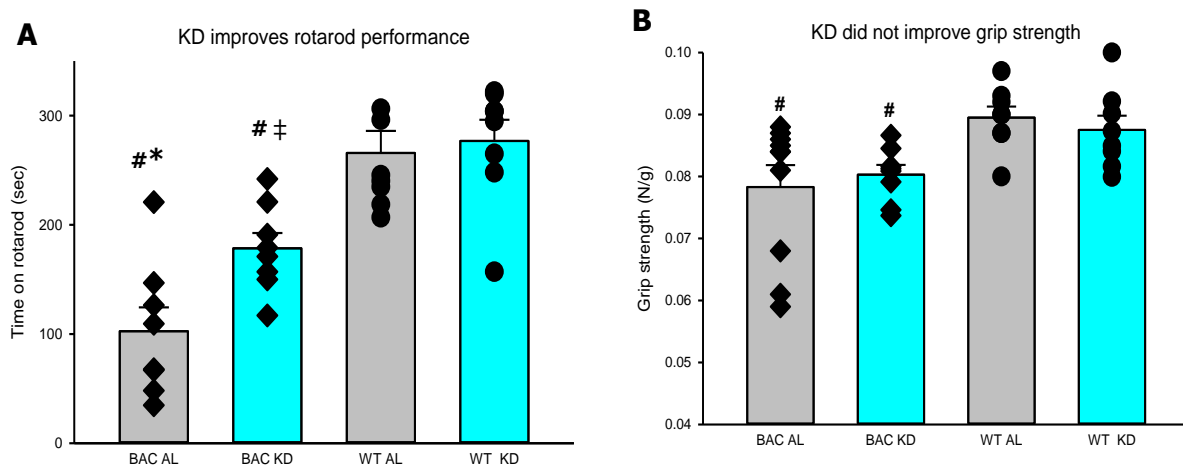 A
KD improves rotarod performance
Time on rotarod (sec)
300
200
100
0
#*
# ‡
BAC AL
BAC KD
WT AL
WT KD
B
KD did not improve grip strength
Grip strength (N/g)
0.10
0.09
0.08
0.07
0.06
0.05
0.04
#
#
BAC AL
BAC KD
WT AL
WT KD